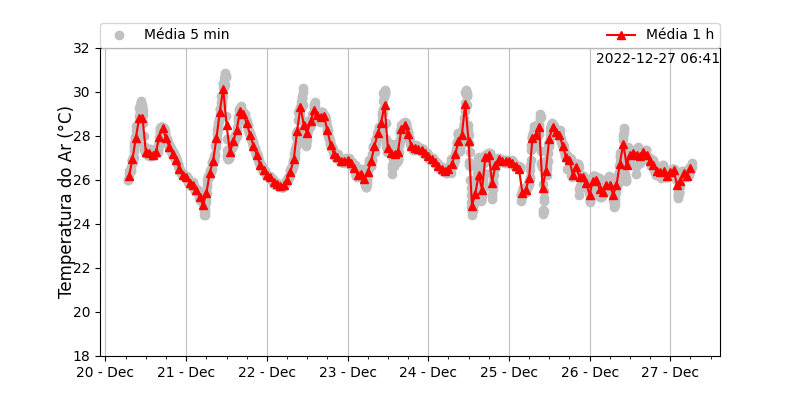 Média 5 min
Média 1 h
2022-12-27 06:41
Temperatura do Ar (°C)
32
30
28
26
24
22
20
18
20 - Dec
21 - Dec
22 - Dec
23 - Dec
24 - Dec
25 - Dec
26 - Dec
27 - Dec